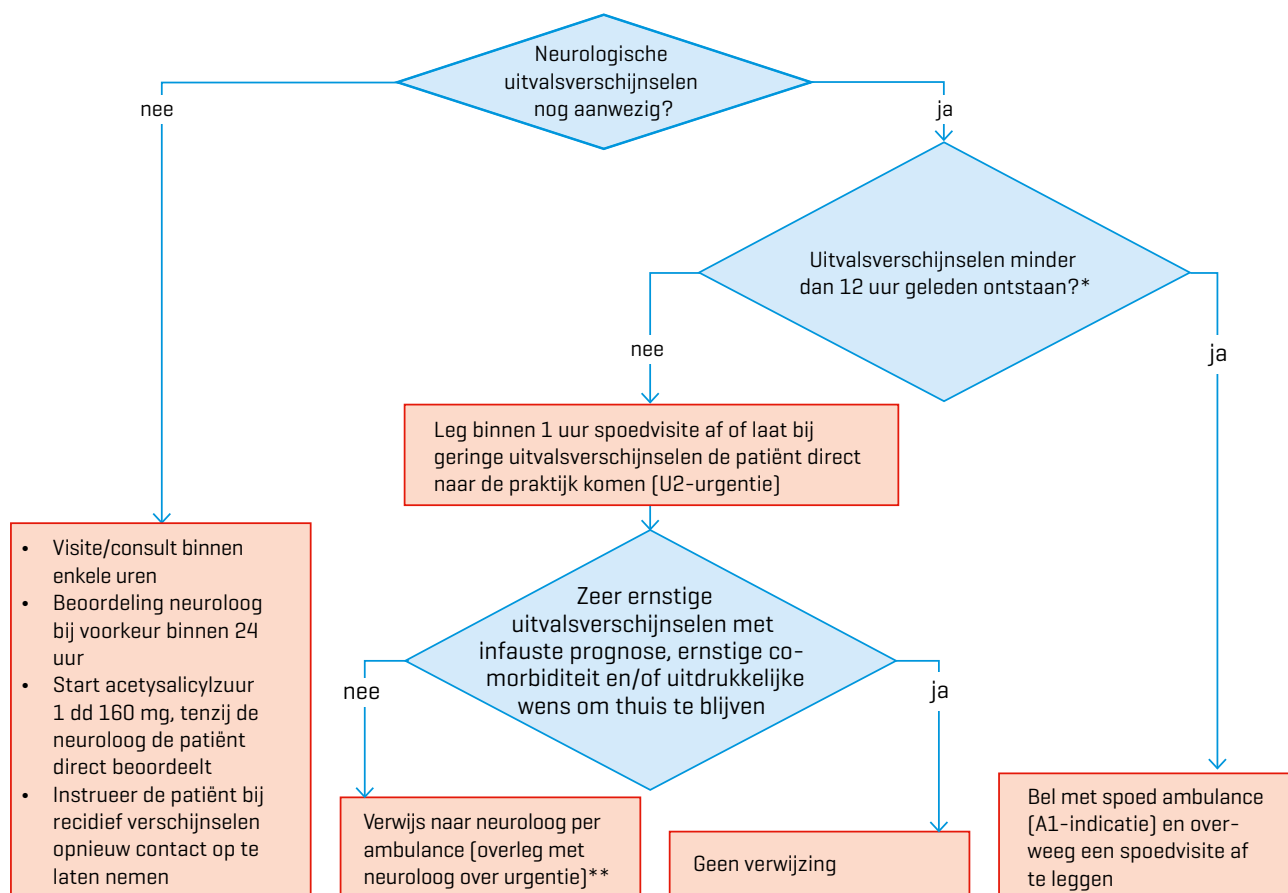 Neurologische
uitvalsverschijnselen
nog aanwezig?
nee
ja
Uitvalsverschijnselen minder
dan 12 uur geleden ontstaan?*
nee
ja
Leg binnen 1 uur spoedvisite af of laat bij
geringe uitvalsverschijnselen de patiënt direct
naar de praktijk komen (U2-urgentie)
• Visite/consult binnen
enkele uren
• Beoordeling neuroloog
bij voorkeur binnen 24
uur
• Start acetysalicylzuur
1 dd 160 mg, tenzij de
neuroloog de patiënt
direct beoordeelt
• Instrueer de patiënt bij
recidief verschijnselen
opnieuw contact op te
laten nemen
Zeer ernstige
uitvalsverschijnselen met
infauste prognose, ernstige co-
morbiditeit en/of uitdrukkelijke
wens om thuis te blijven
nee
ja
Verwijs naar neuroloog per
ambulance (overleg met
neuroloog over urgentie)**
Geen verwijzing
Bel met spoed ambulance
(A1-indicatie) en over-
weeg een spoedvisite af
te leggen